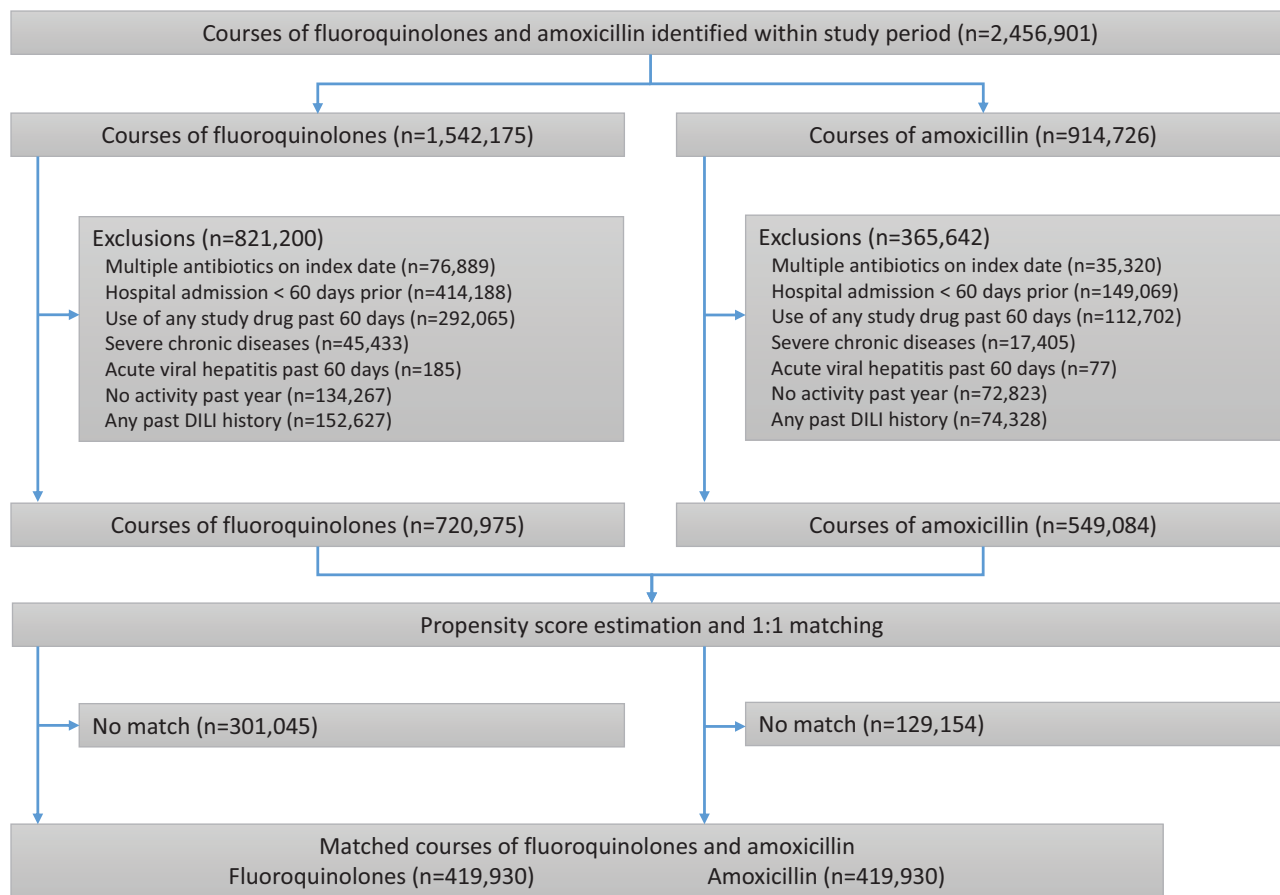 Courses of fluoroquinolones and amoxicillin identified within study period (n=2,456,901)
Courses of fluoroquinolones (n=1,542,175)
Courses of amoxicillin (n=914,726)
Exclusions (n=821,200)
Multiple antibiotics on index date (n=76,889)
Hospital admission < 60 days prior (n=414,188)
Use of any study drug past 60 days (n=292,065)
Severe chronic diseases (n=45,433)
Acute viral hepatitis past 60 days (n=185)
No activity past year (n=134,267)
Any past DILI history (n=152,627)
Exclusions (n=365,642)
Multiple antibiotics on index date (n=35,320)
Hospital admission < 60 days prior (n=149,069)
Use of any study drug past 60 days (n=112,702)
Severe chronic diseases (n=17,405)
Acute viral hepatitis past 60 days (n=77)
No activity past year (n=72,823)
Any past DILI history (n=74,328)
Courses of fluoroquinolones (n=720,975)
Courses of amoxicillin (n=549,084)
Propensity score estimation and 1:1 matching
No match (n=301,045)
No match (n=129,154)
Matched courses of fluoroquinolones and amoxicillin
Fluoroquinolones (n=419,930) Amoxicillin (n=419,930)